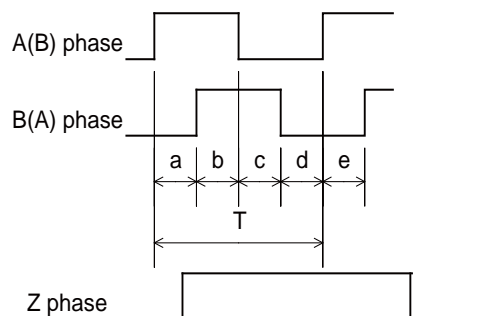 A(B) phase
B(A) phase
a b c d e
T
Z phase